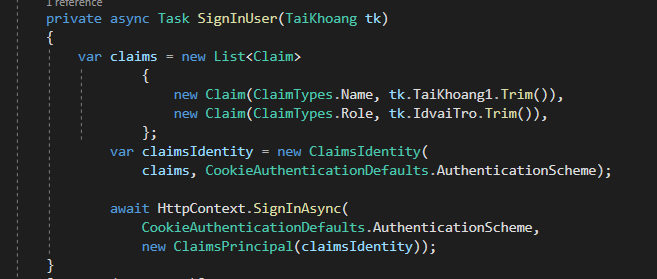 1 reference
private async Task SignInUser(TaiKhoang tk)
{
var claims = new List<Claim>
{
new Claim(ClaimTypes.Name, tk.TaiKhoang1.Trim()),
new Claim(ClaimTypes.Role, tk.IdvaiTro.Trim()),
};
var claimsIdentity = new ClaimsIdentity(
claims, CookieAuthenticationDefaults.AuthenticationScheme);
await HttpContext.SignInAsync(
CookieAuthenticationDefaults.AuthenticationScheme,
new ClaimsPrincipal(claimsIdentity));
}